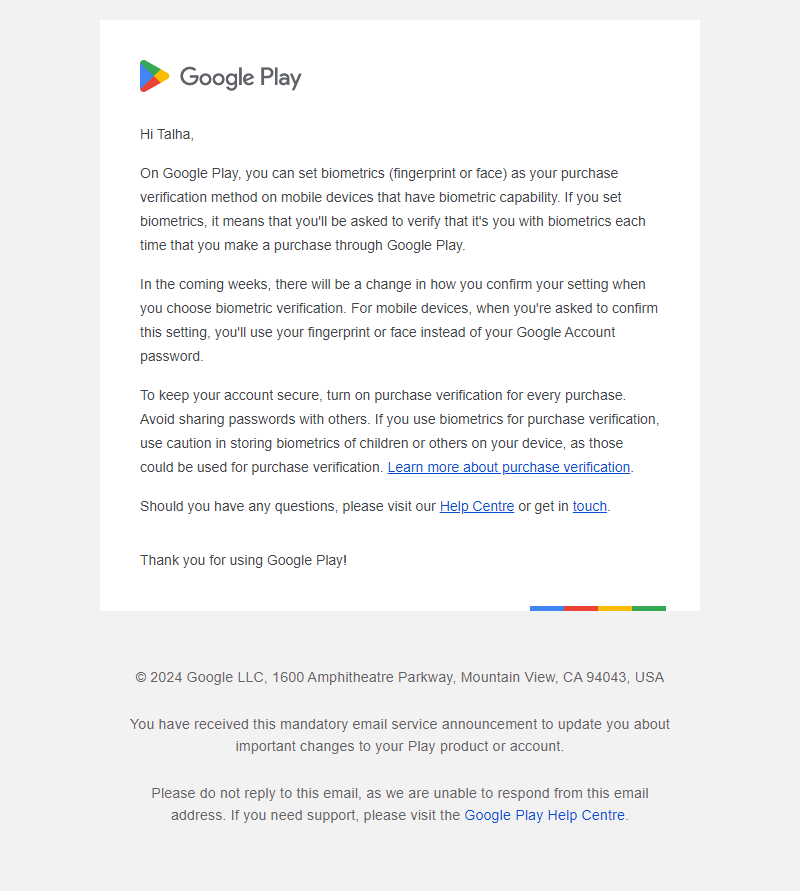 Google Play
Hi Talha,
On Google Play, you can set biometrics (fingerprint or face) as your purchase
verification method on mobile devices that have biometric capability. If you set
biometrics, it means that you'll be asked to verify that it's you with biometrics each
time that you make a purchase through Google Play.
In the coming weeks, there will be a change in how you confirm your setting when
you choose biometric verification. For mobile devices, when you're asked to confirm
this setting, you'll use your fingerprint or face instead of your Google Account
password.
To keep your account secure, turn on purchase verification for every purchase.
Avoid sharing passwords with others. If you use biometrics for purchase verification,
use caution in storing biometrics of children or others on your device, as those
could be used for purchase verification. Learn more about purchase verification.
Should you have any questions, please visit our Help Centre or get in touch.
Thank you for using Google Play!
© 2024 Google LLC, 1600 Amphitheatre Parkway, Mountain View, CA 94043, USA
You have received this mandatory email service announcement to update you about
important changes to your Play product or account.
Please do not reply to this email, as we are unable to respond from this email
address. If you need support, please visit the Google Play Help Centre.